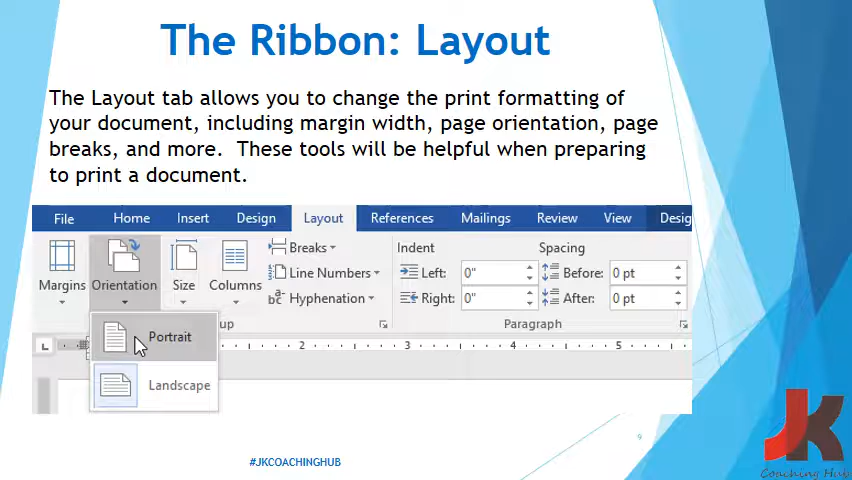 The Ribbon: Layout
The Layout tab allows you to change the print formatting of
your document, including margin width, page orientation, page
breaks, and more.  These tools will be helpful when preparing
to print a document.
File Home Insert Design Layout References Mailings Review View Desig
Margins Orientation Size Columns
Breaks
Line Numbers
Hyphenation
Indent
Left: 0"
Right: 0"
Spacing
Before: 0 pt
After: 0 pt
up
Paragraph
Portrait
Landscape
L
2 3 4 5
9
#JKCOACHINGHUB
JK
Coaching Hub